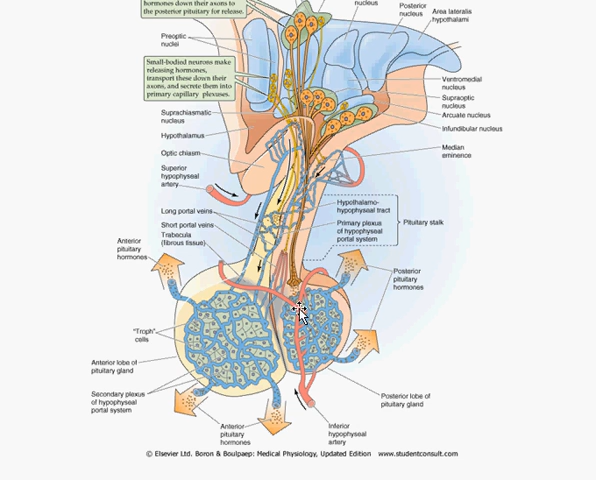 hormones down their axons to
the posterior pituitary for release.
nucleus
Posterior
nucleus
Area lateralis
hypothalami
Preoptic
nuclei
Small-bodied neurons make
releasing hormones,
transport these down their
axons, and secrete them into
primary capillary plexuses.
Ventromedial
nucleus
Supraoptic
nucleus
Arcuate nucleus
Infundibular nucleus
Suprachiasmatic
nucleus
Hypothalamus
Optic chiasm
Median
eminence
Superior
hypophyseal
artery
Hypothalamo-
hypophyseal tract
Primary plexus
of hypophyseal
portal system
Pituitary stalk
Long portal veins
Short portal veins
Trabecula
(fibrous tissue)
Anterior
pituitary
hormones
Posterior
pituitary
hormones
"Troph"
cells
Anterior lobe of
pituitary gland
Secondary plexus
of hypophyseal
portal system
Posterior lobe of
pituitary gland
Anterior
pituitary
hormones
Inferior
hypophyseal
artery
© Elsevier Ltd. Boron & Boulpaep: Medical Physiology, Updated Edition www.studentconsult.com